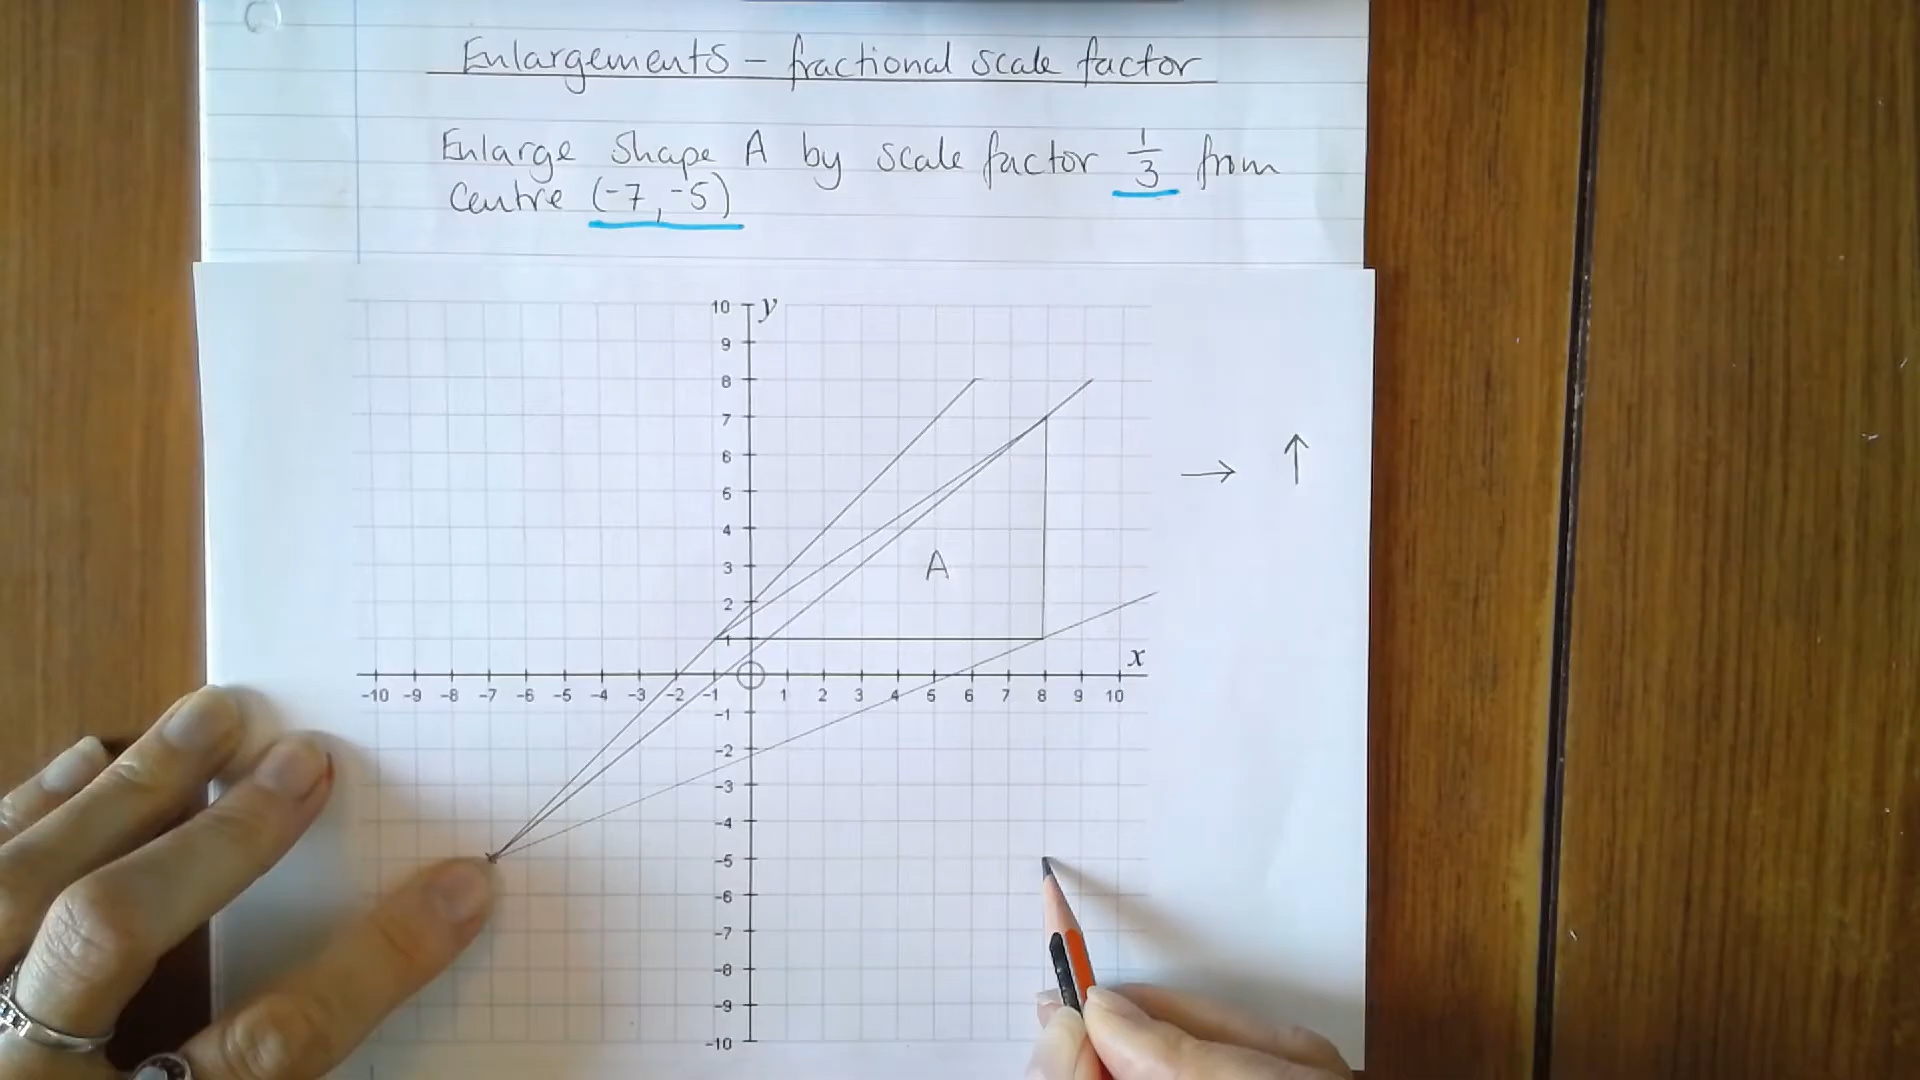 Enlargements – fractional scale factor
Enlarge Shape A by scale factor 1/3 from
Centre (-7, -5)
10 y
9
8
7
6
6
4
3
2
1
A
→ ↑
x
-10 -9 -8 -7 -6 -5 -4 -3 -2 -1 1 2 3 4 5 6 7 8 9 10
-1
-2
-3
-4
-5
-6
-7
-8
-9
-10